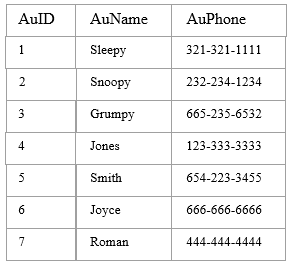 AuID AuName AuPhone
1 Sleepy 321-321-1111
2 Snoopy 232-234-1234
3 Grumpy 665-235-6532
4 Jones 123-333-3333
5 Smith 654-223-3455
6 Joyce 666-666-6666
7 Roman 444-444-4444